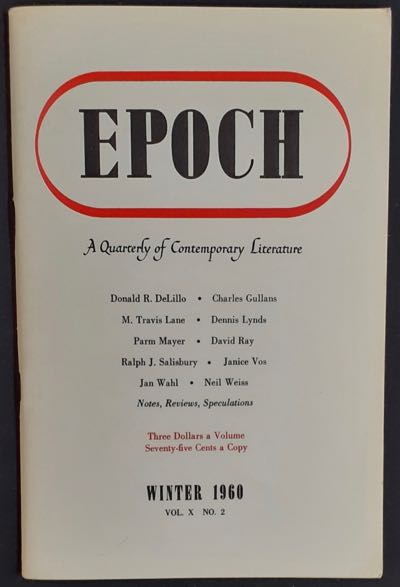 EPOCH
A Quarterly of Contemporary Literature
Donald R. DeLillo • Charles Gullans
M. Travis Lane • Dennis Lynds
Parm Mayer • David Ray
Ralph J. Salisbury • Janice Vos
Jan Wahl • Neil Weiss
Notes, Reviews, Speculations
Three Dollars a Volume
Seventy-five Cents a Copy
WINTER 1960
VOL. X NO. 2